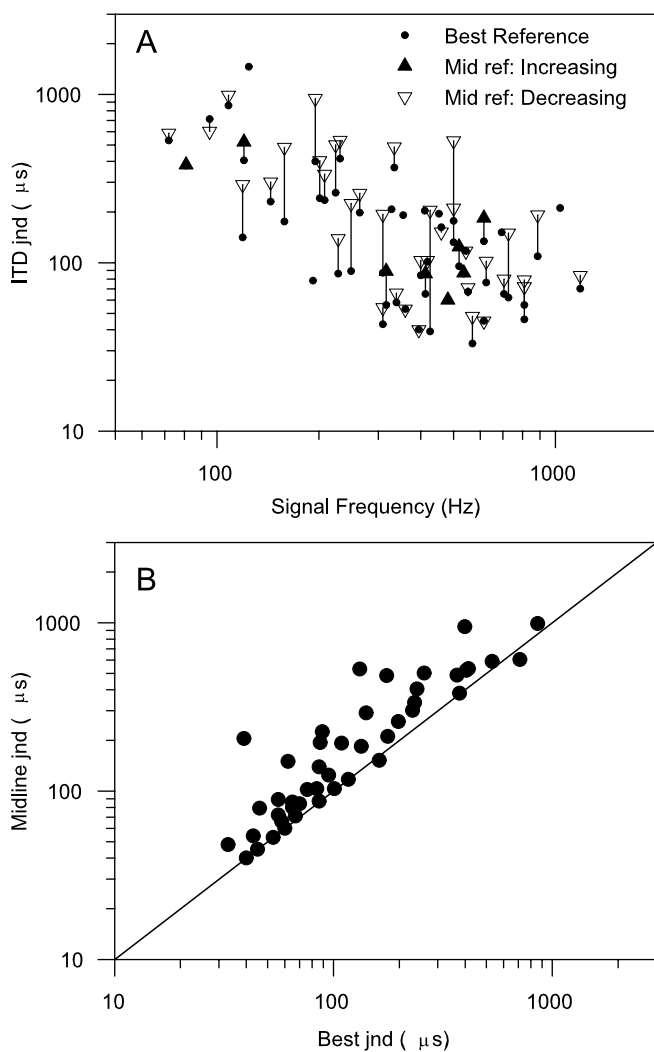 A
Best Reference
Mid ref: Increasing
Mid ref: Decreasing
1000
100
10
ITD jnd ( μs)
100
1000
Signal Frequency (Hz)
B
1000
100
10
Midline jnd ( μs)
10
100
1000
Best jnd ( μs)